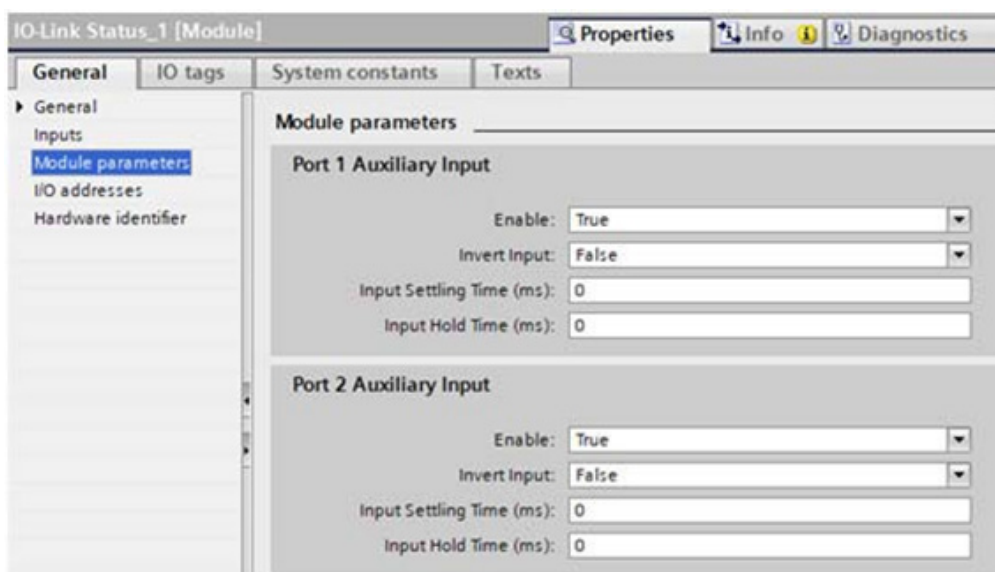 IO-Link Status_1 [Module]
Properties
Info
Diagnostics
General
IO tags
System constants
Texts
General
Inputs
Module parameters
I/O addresses
Hardware identifier
Module parameters
Port 1 Auxiliary Input
Enable: True
Invert Input: False
Input Settling Time (ms): 0
Input Hold Time (ms): 0
Port 2 Auxiliary Input
Enable: True
Invert Input: False
Input Settling Time (ms): 0
Input Hold Time (ms): 0